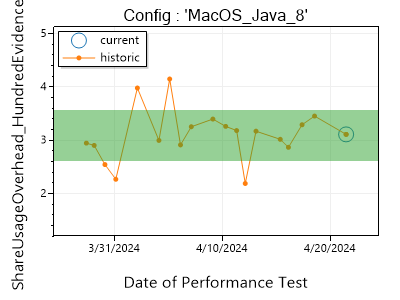 Config : 'MacOS_Java_8'
current
historic
5
4
3
2
ShareUsageOverhead_HundredEvidence
3/31/2024
4/10/2024
4/20/2024
Date of Performance Test